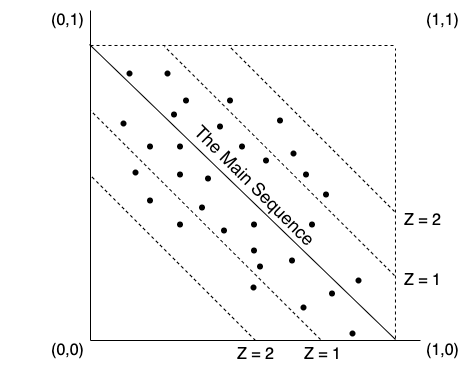 (0,1)
(1,1)
The Main Sequence
Z = 2
Z = 1
(0,0)
Z = 2
Z = 1
(1,0)